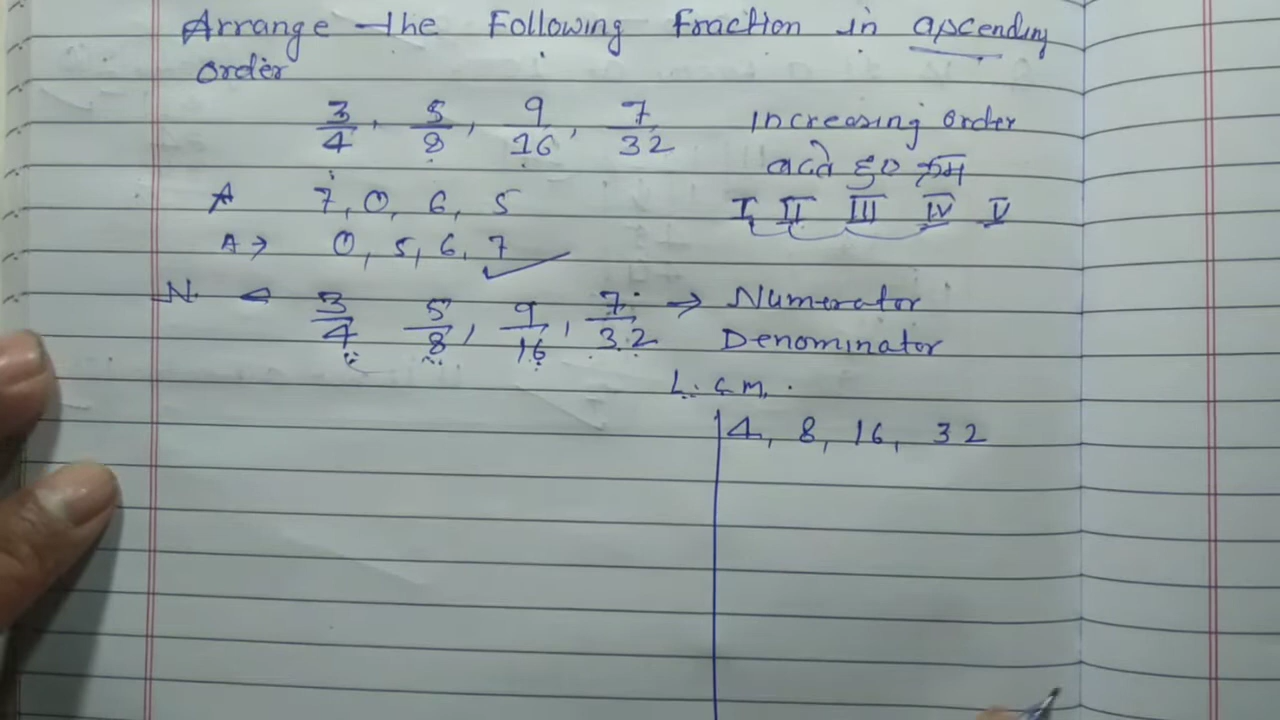 Arrange the Following Fraction in ascending
Order
3/4, 5/8, 9/16, 7/32 Increasing order
बढ़ते हुए क्रम
A 7, 0, 6, 5 I II III IV V
A → 0, 5, 6, 7
N. 3/4 5/8, 9/16, 7/32 → Numerator
Denominator
L.C.M.
4, 8, 16, 32